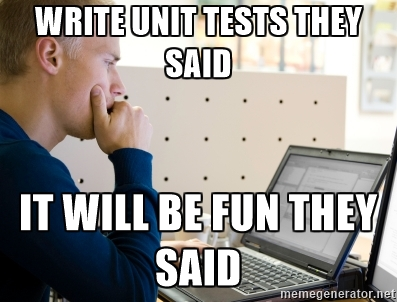 WRITE UNIT TESTS THEY
SAID
IT WILL BE FUN THEY
SAID
memegenerator.net